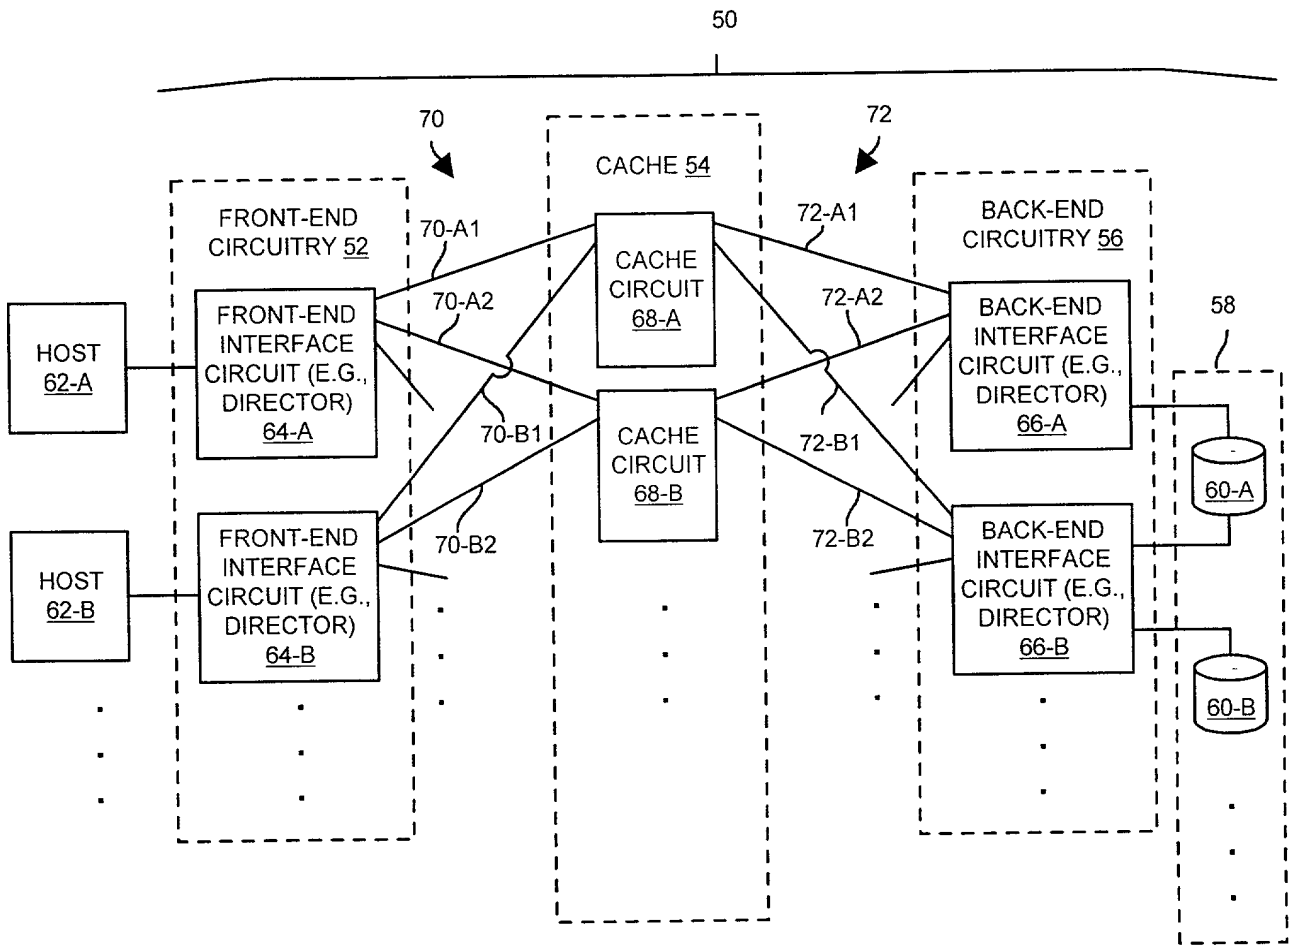 50
70
72
CACHE 54
FRONT-END
CIRCUITRY 52
BACK-END
CIRCUITRY 56
70-A1
72-A1
70-A2
72-A2
CACHE
CIRCUIT
68-A
HOST
62-A
FRONT-END
INTERFACE
CIRCUIT (E.G.,
DIRECTOR)
64-A
BACK-END
INTERFACE
CIRCUIT (E.G.,
DIRECTOR)
66-A
58
70-B1
72-B1
CACHE
CIRCUIT
68-B
60-A
70-B2
72-B2
HOST
62-B
FRONT-END
INTERFACE
CIRCUIT (E.G.,
DIRECTOR)
64-B
BACK-END
INTERFACE
CIRCUIT (E.G.,
DIRECTOR)
66-B
60-B